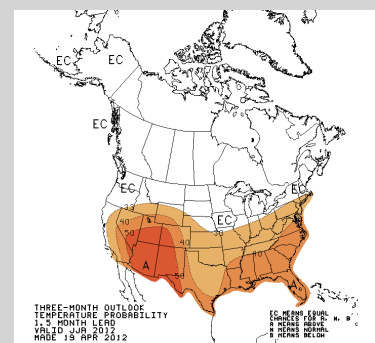 EC
EC
EC
EC
EC
EC
33
40
50
33
40
40
A
50
A
THREE-MONTH OUTLOOK
TEMPERATURE PROBABILITY
1.5 MONTH LEAD
VALID JJA 2012
MADE 19 APR 2012
EC MEANS EQUAL
CHANCES FOR A, N, B
A MEANS ABOVE
N MEANS NORMAL
B MEANS BELOW